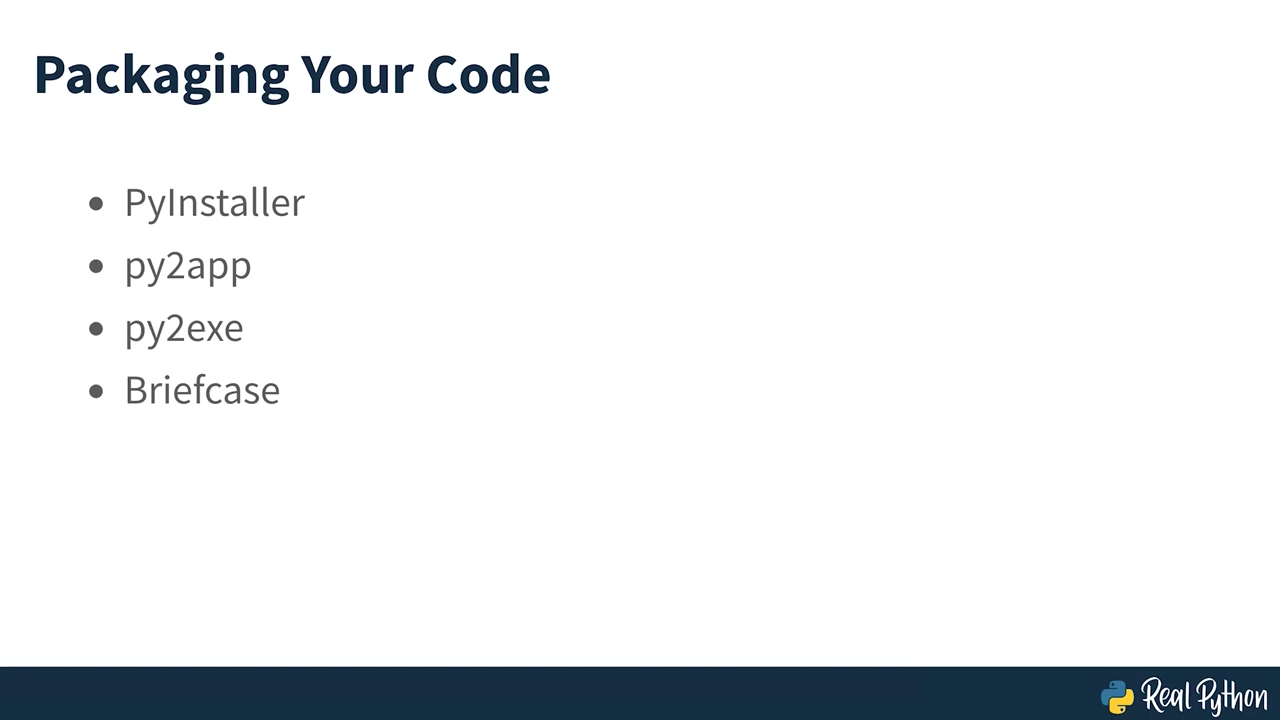 Packaging Your Code
• PyInstaller
• py2app
• py2exe
• Briefcase
Real Python